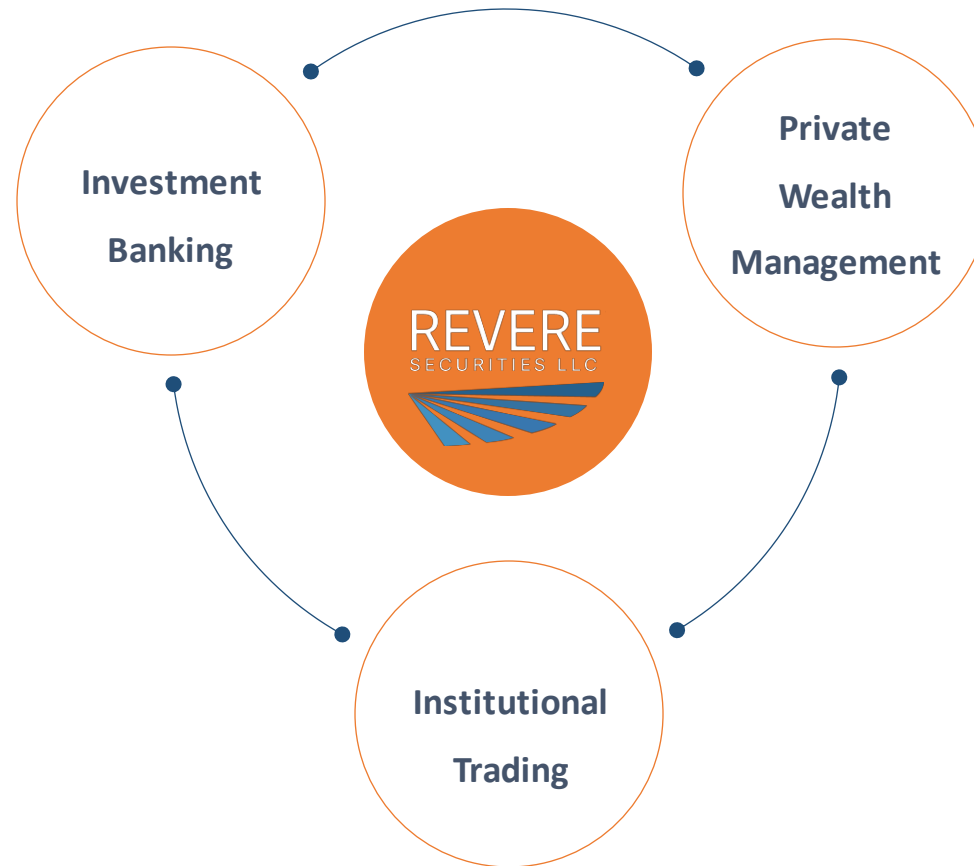 Investment
Banking
Private
Wealth
Management
REVERE
SECURITIES LLC
Institutional
Trading